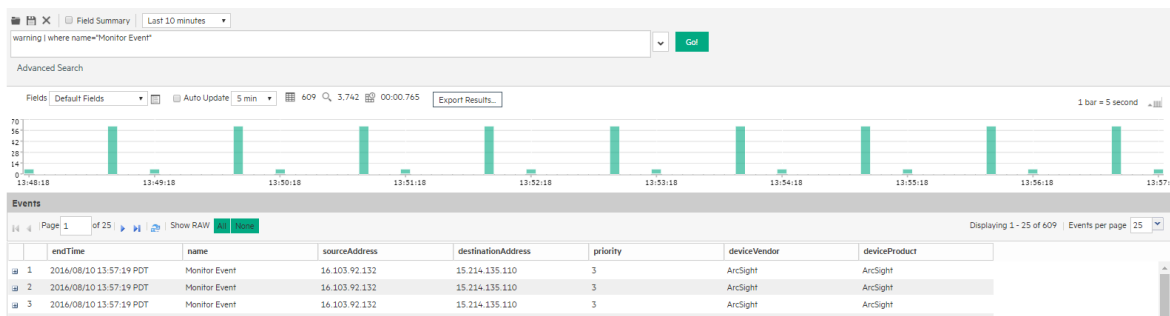 Field Summary Last 10 minutes
warning | where name="Monitor Event"
Go!
Advanced Search
Fields Default Fields Auto Update 5 min 609 3,742 00:00.765 Export Results... 1 bar = 5 second
70
56
42
28
14
0
13:48:18 13:49:18 13:50:18 13:51:18 13:52:18 13:53:18 13:54:18 13:55:18 13:56:18 13:57:
Events
Page 1 of 25 Show RAW All None Displaying 1 - 25 of 609 Events per page 25
endTime name sourceAddress destinationAddress priority deviceVendor deviceProduct
1 2016/08/10 13:57:19 PDT Monitor Event 16.103.92.132 15.214.135.110 3 ArcSight ArcSight
2 2016/08/10 13:57:19 PDT Monitor Event 16.103.92.132 15.214.135.110 3 ArcSight ArcSight
3 2016/08/10 13:57:19 PDT Monitor Event 16.103.92.132 15.214.135.110 3 ArcSight ArcSight